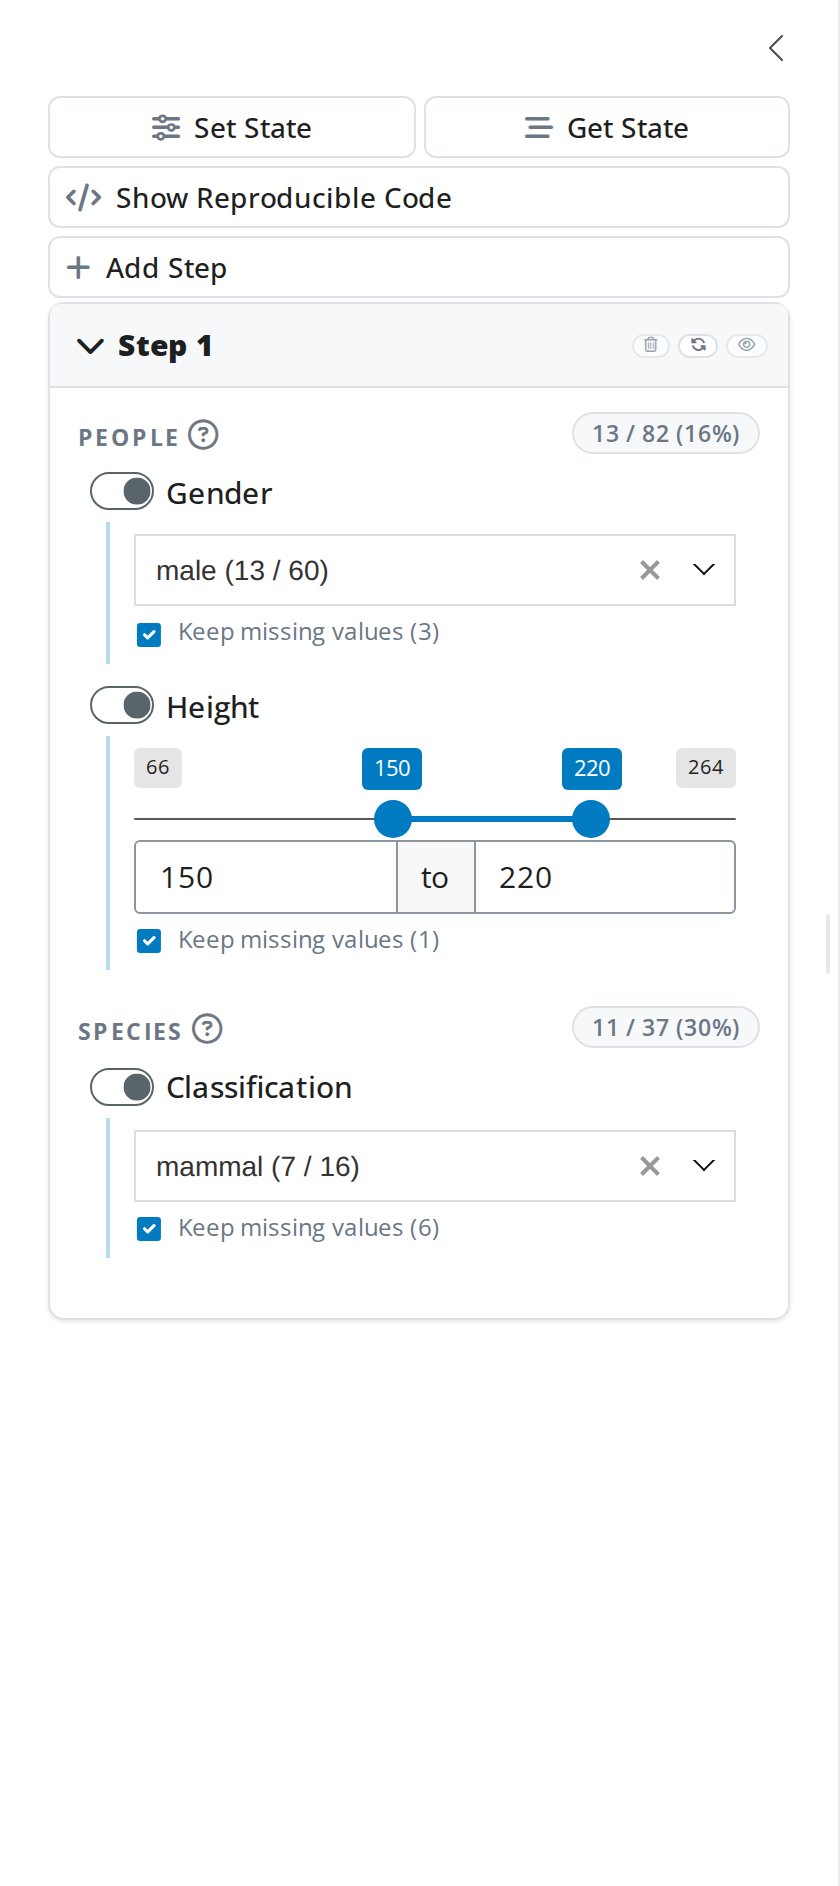 Set State
Get State
Show Reproducible Code
Add Step
Step 1
PEOPLE ?
13 / 82 (16%)
Gender
male (13 / 60)
Keep missing values (3)
Height
66 150 220 264
150 to 220
Keep missing values (1)
SPECIES ?
11 / 37 (30%)
Classification
mammal (7 / 16)
Keep missing values (6)